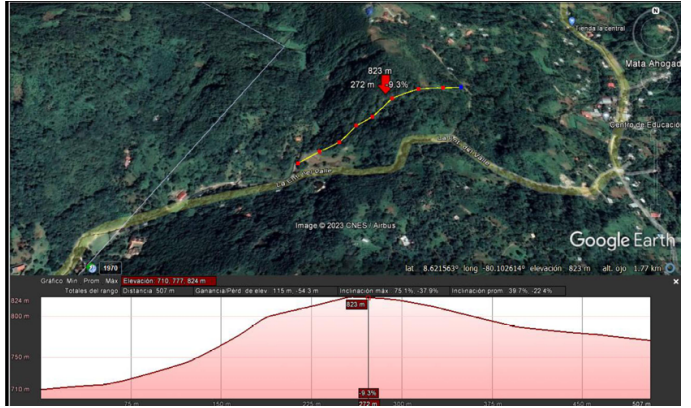 N
Tienda la central
823 m
272 m -9.3%
Mata Ahogad
Centro de Educació
Image © 2023 CNES / Airbus
Google Earth
1970
lat 8.621563° long -80.102614° elevación 823 m alt. ojo 1.77 km
Gráfico Min Prom. Máx Elevación: 710, 777, 824 m
Totales del rango Distancia: 507 m Ganancia/Pérd. de elev.: 115 m, -54.3 m Inclinación máx.: 75.1%, -37.9% Inclinación prom.: 39.7%, -22.4%
824 m
823 m
800 m
750 m
710 m
-9.3%
75 m 150 m 225 m 272 m 300 m 375 m 450 m 507 m